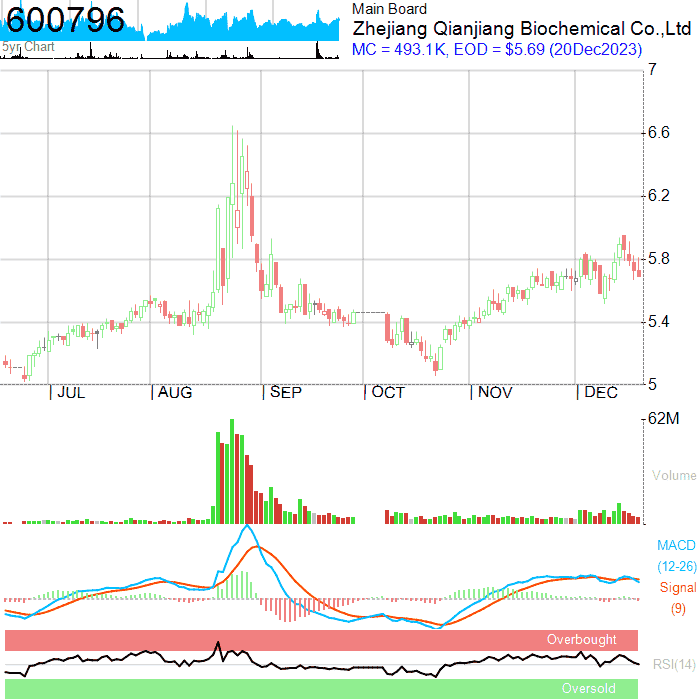 600796
5yr Chart
Main Board
Zhejiang Qianjiang Biochemical Co.,Ltd
MC = 493.1K, EOD = $5.69 (20Dec2023)
7
6.6
6.2
5.8
5.4
5
JUL AUG SEP OCT NOV DEC
62M
Volume
MACD
(12-26)
Signal
(9)
Overbought
RSI(14)
Oversold